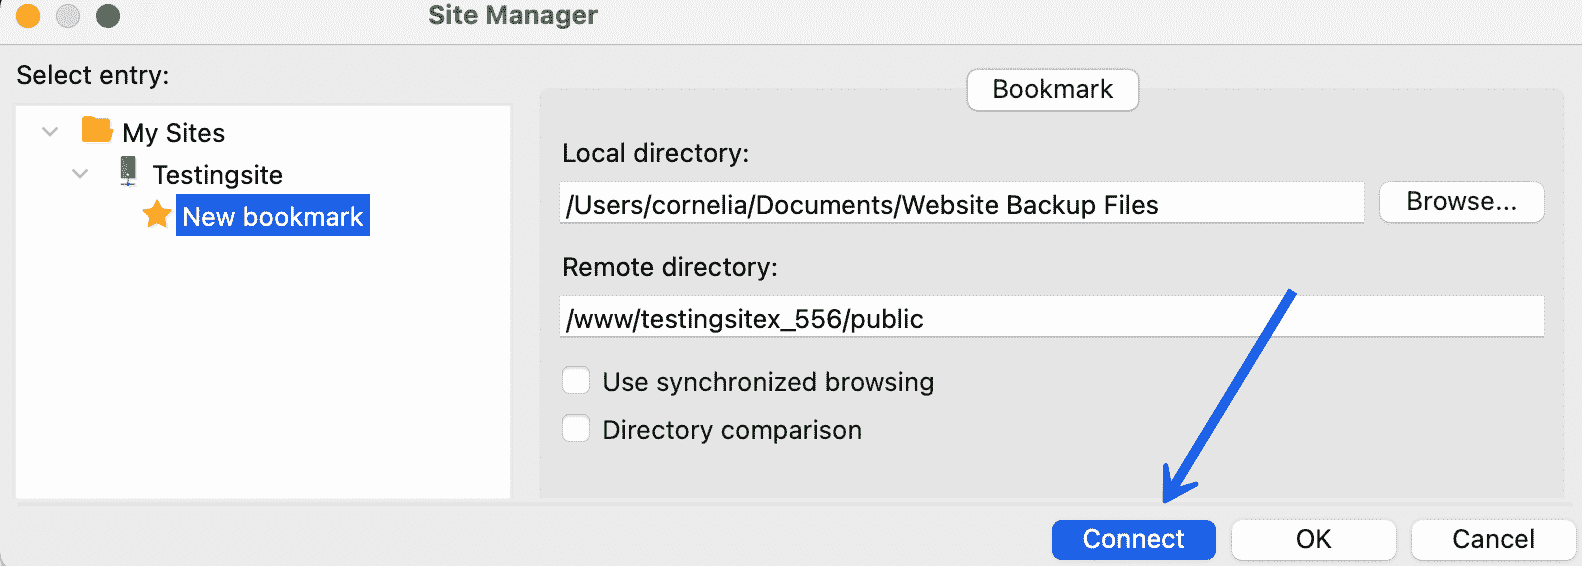 Site Manager
Select entry:
My Sites
Testingsite
New bookmark
Bookmark
Local directory:
/Users/cornelia/Documents/Website Backup Files
Browse...
Remote directory:
/www/testingsitex_556/public
Use synchronized browsing
Directory comparison
Connect
OK
Cancel